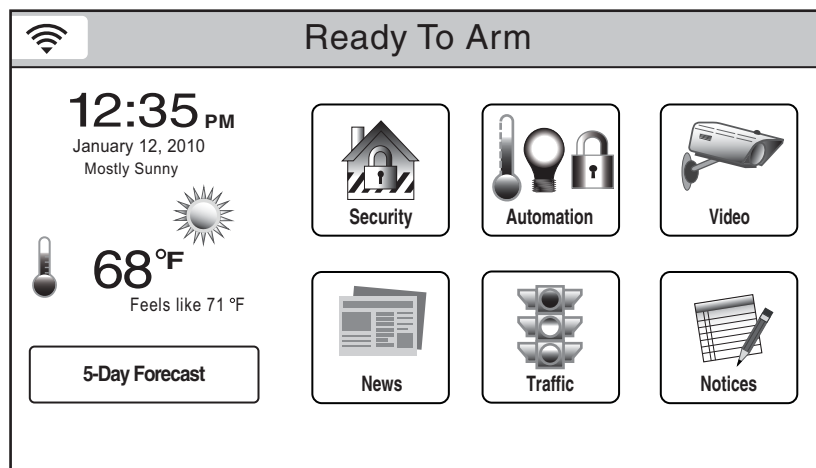 Ready To Arm
12:35 PM
January 12, 2010
Mostly Sunny
68°F
Feels like 71 °F
5-Day Forecast
Security
Automation
Video
News
Traffic
Notices